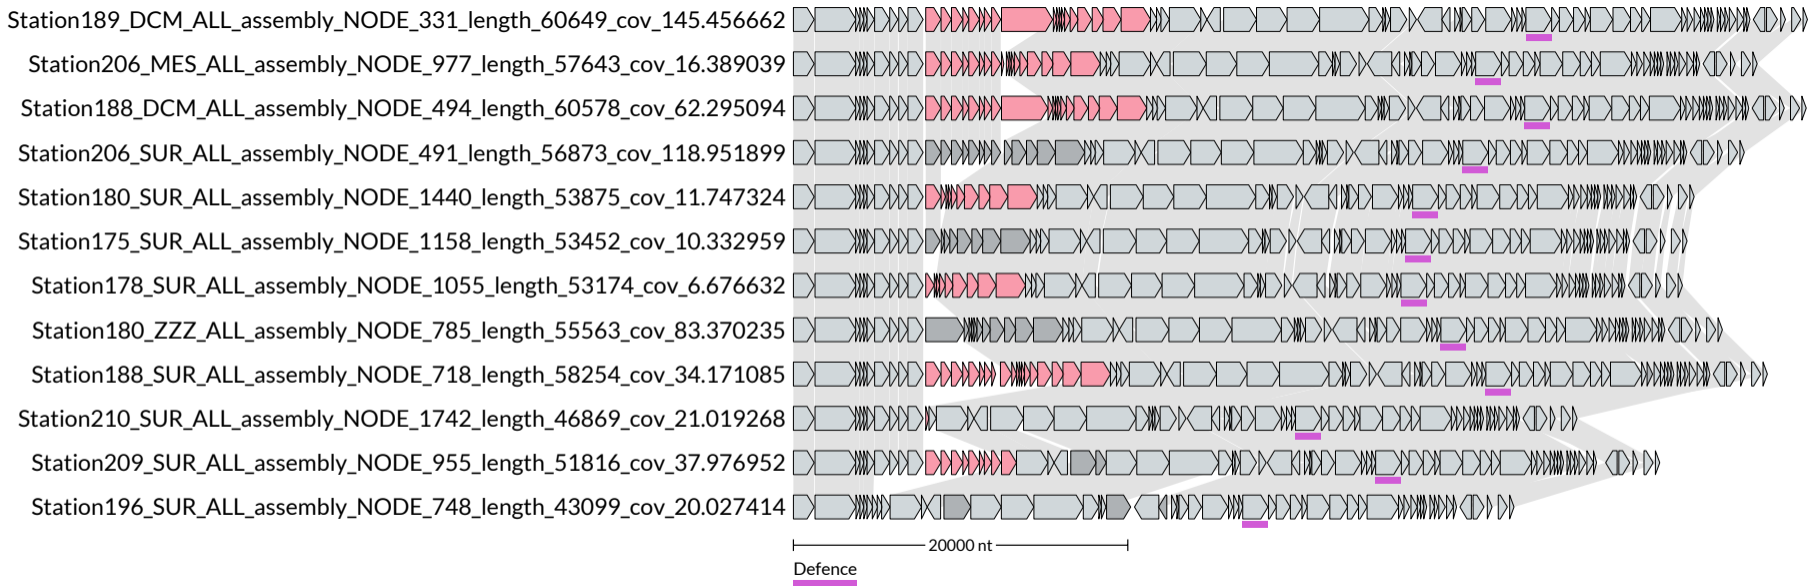 Station189_DCM_ALL_assembly_NODE_331_length_60649_cov_145.456662
Station206_MES_ALL_assembly_NODE_977_length_57643_cov_16.389039
Station188_DCM_ALL_assembly_NODE_494_length_60578_cov_62.295094
Station206_SUR_ALL_assembly_NODE_491_length_56873_cov_118.951899
Station180_SUR_ALL_assembly_NODE_1440_length_53875_cov_11.747324
Station175_SUR_ALL_assembly_NODE_1158_length_53452_cov_10.332959
Station178_SUR_ALL_assembly_NODE_1055_length_53174_cov_6.676632
Station180_ZZZ_ALL_assembly_NODE_785_length_55563_cov_83.370235
Station188_SUR_ALL_assembly_NODE_718_length_58254_cov_34.171085
Station210_SUR_ALL_assembly_NODE_1742_length_46869_cov_21.019268
Station209_SUR_ALL_assembly_NODE_955_length_51816_cov_37.976952
Station196_SUR_ALL_assembly_NODE_748_length_43099_cov_20.027414
20000 nt
Defence